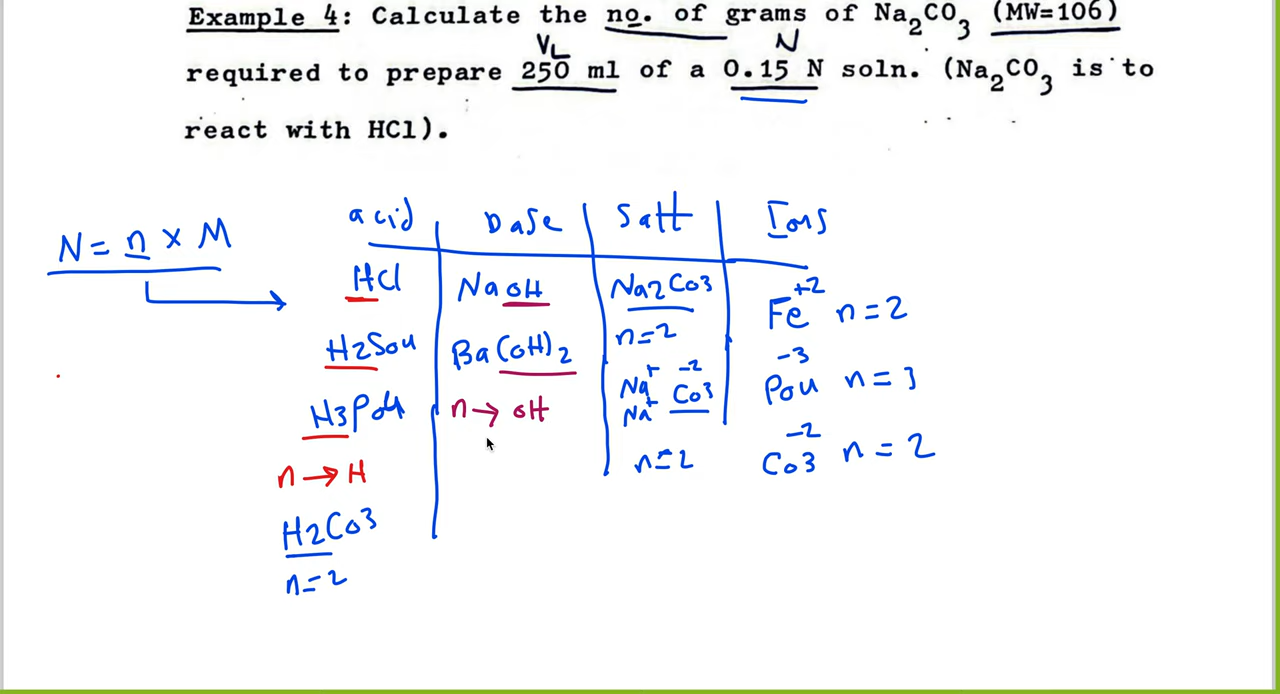 Example 4: Calculate the no. of grams of Na2CO3 (MW=106)
VL N
required to prepare 250 ml of a 0.15 N soln. (Na2CO3 is to
react with HCl).
N = n x M
acid base Salt Ions
HCl NaOH Na2CO3 Fe+2 n=2
H2SO4 Ba(OH)2 n=2
H3PO4 n→OH Na+ CO3-2 PO4-3 n=3
Na+
n→H n=2 CO3-2 n=2
H2CO3
n=2